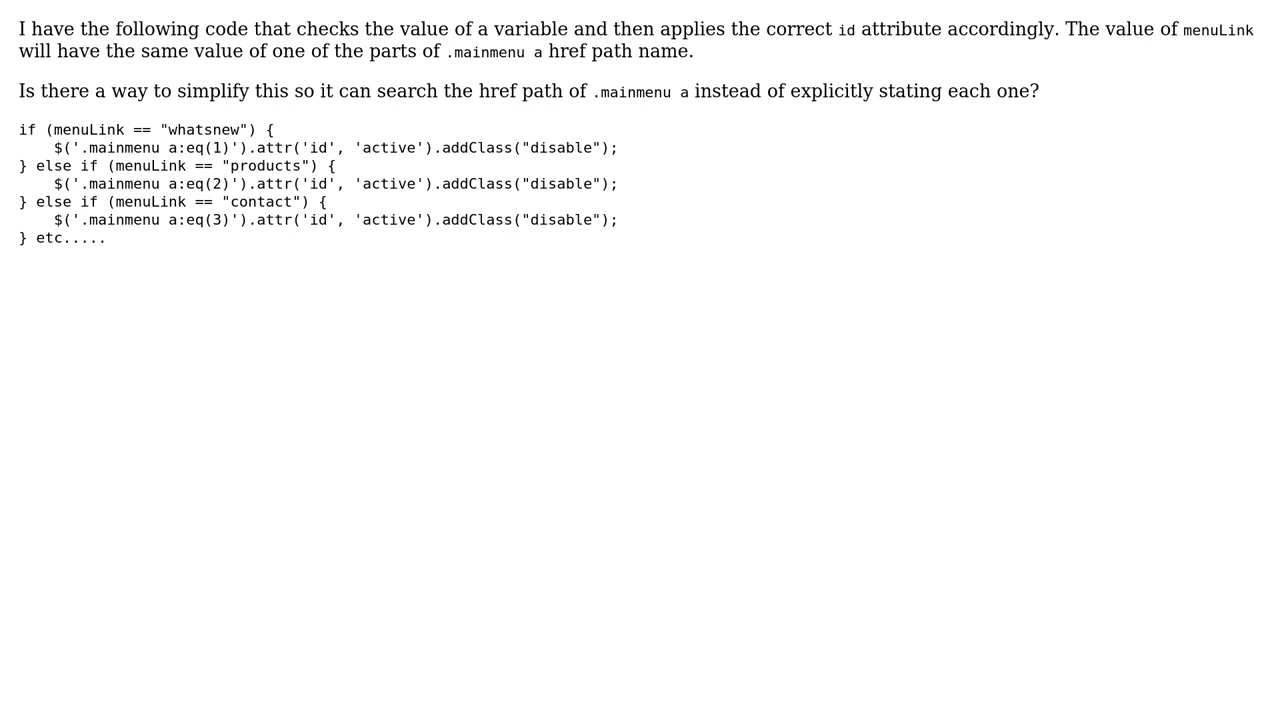 I have the following code that checks the value of a variable and then applies the correct id attribute accordingly. The value of menuLink
will have the same value of one of the parts of .mainmenu a href path name.
Is there a way to simplify this so it can search the href path of .mainmenu a instead of explicitly stating each one?
if (menuLink == "whatsnew") {
    $('.mainmenu a:eq(1)').attr('id', 'active').addClass("disable");
} else if (menuLink == "products") {
    $('.mainmenu a:eq(2)').attr('id', 'active').addClass("disable");
} else if (menuLink == "contact") {
    $('.mainmenu a:eq(3)').attr('id', 'active').addClass("disable");
} etc.....